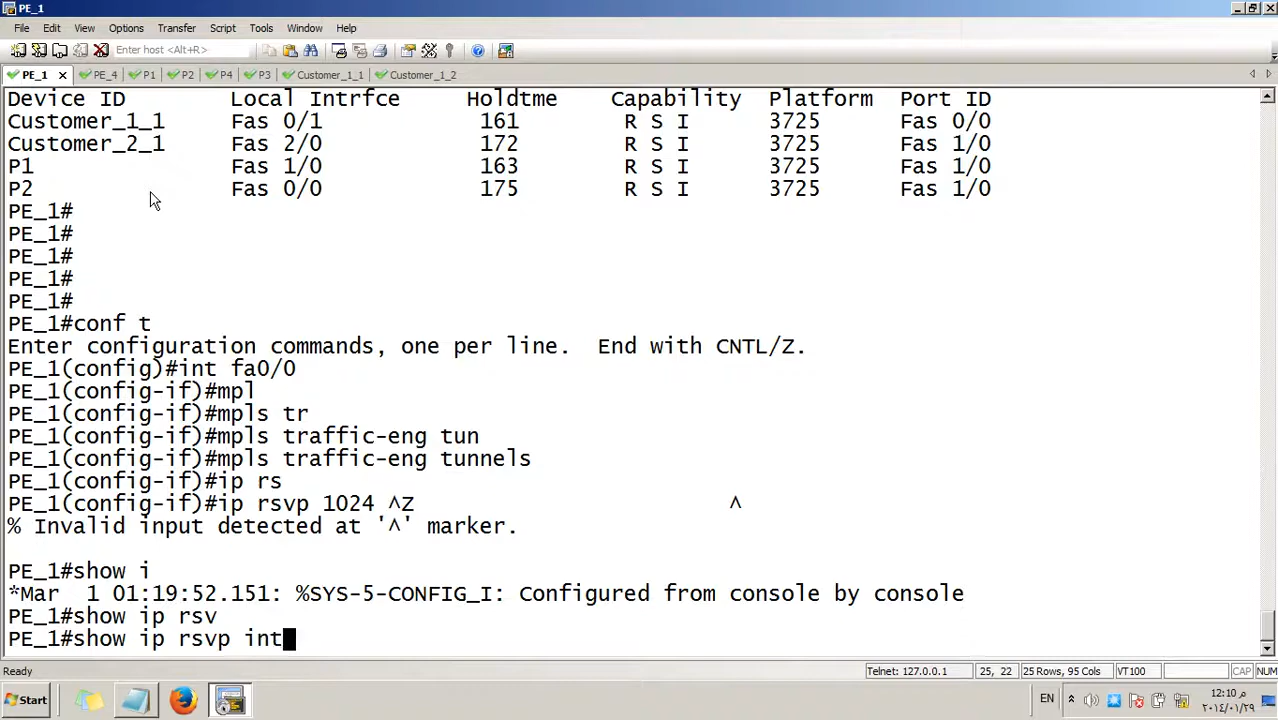 PE_1
File Edit View Options Transfer Script Tools Window Help
Enter host <Alt+R>
PE_1 PE_4 P1 P2 P4 P3 Customer_1_1 Customer_1_2
Device ID Local Intrfce Holdtme Capability Platform Port ID
Customer_1_1 Fas 0/1 161 R S I 3725 Fas 0/0
Customer_2_1 Fas 2/0 172 R S I 3725 Fas 1/0
P1 Fas 1/0 163 R S I 3725 Fas 1/0
P2 Fas 0/0 175 R S I 3725 Fas 1/0
PE_1#
PE_1#
PE_1#
PE_1#
PE_1#
PE_1#conf t
Enter configuration commands, one per line. End with CNTL/Z.
PE_1(config)#int fa0/0
PE_1(config-if)#mpl
PE_1(config-if)#mpls tr
PE_1(config-if)#mpls traffic-eng tun
PE_1(config-if)#mpls traffic-eng tunnels
PE_1(config-if)#ip rs
PE_1(config-if)#ip rsvp 1024 ^Z ^
% Invalid input detected at '^' marker.
PE_1#show i
*Mar 1 01:19:52.151: %SYS-5-CONFIG_I: Configured from console by console
PE_1#show ip rsv
PE_1#show ip rsvp int
Ready Telnet: 127.0.0.1 25, 22 25 Rows, 95 Cols VT100 CAP NUM
Start EN 12:10 م
٢٠١٤/٠١/٢٩